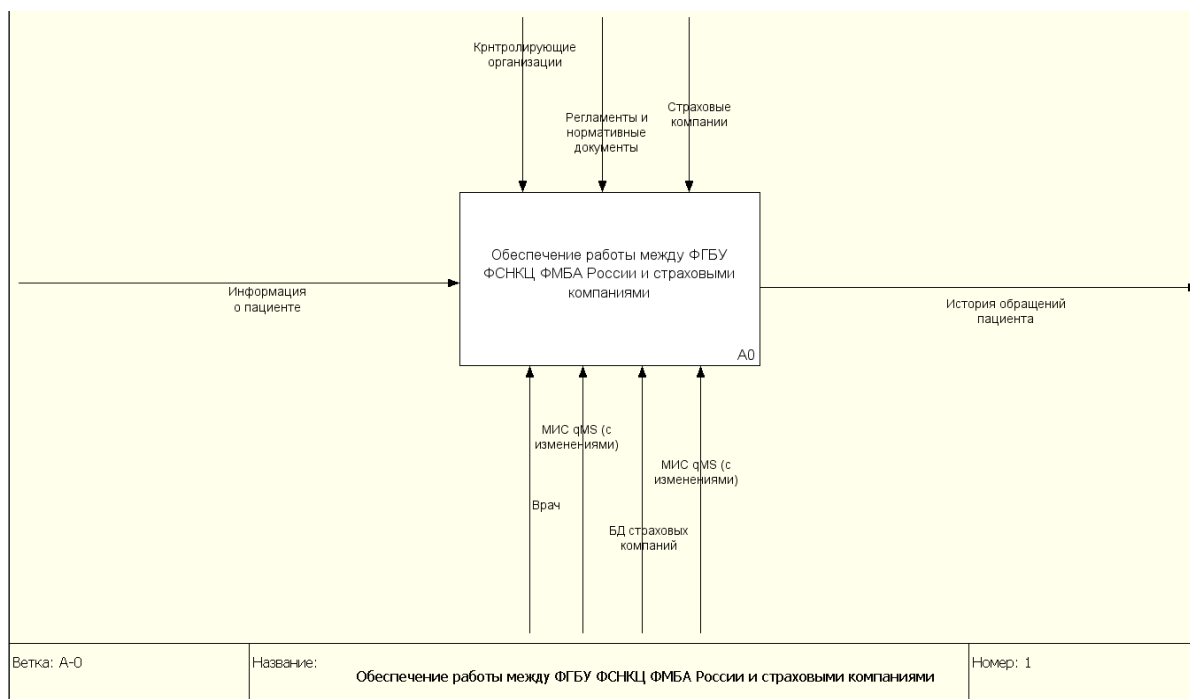 Крнтролирующие
организации
Регламенты и
нормативные
документы
Страховые
компании
Обеспечение работы между ФГБУ
ФСНКЦ ФМБА России и страховыми
компаниями
A0
Информация
о пациенте
История обращений
пациента
МИС qMS (с
изменениями)
МИС qMS (с
изменениями)
Врач
БД страховых
компаний
Ветка: A-0
Название:
Обеспечение работы между ФГБУ ФСНКЦ ФМБА России и страховыми компаниями
Номер: 1